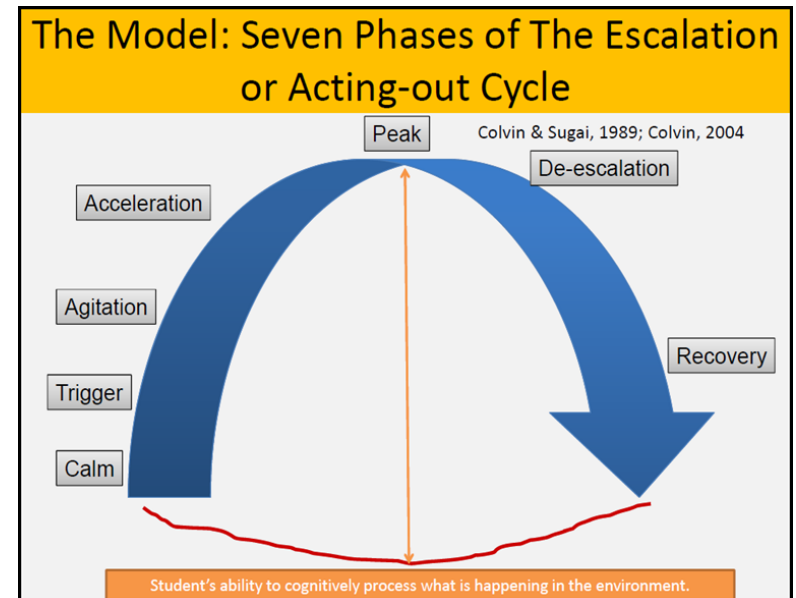 The Model: Seven Phases of The Escalation
or Acting-out Cycle
Peak
Colvin & Sugai, 1989; Colvin, 2004
De-escalation
Acceleration
Agitation
Recovery
Trigger
Calm
Student's ability to cognitively process what is happening in the environment.